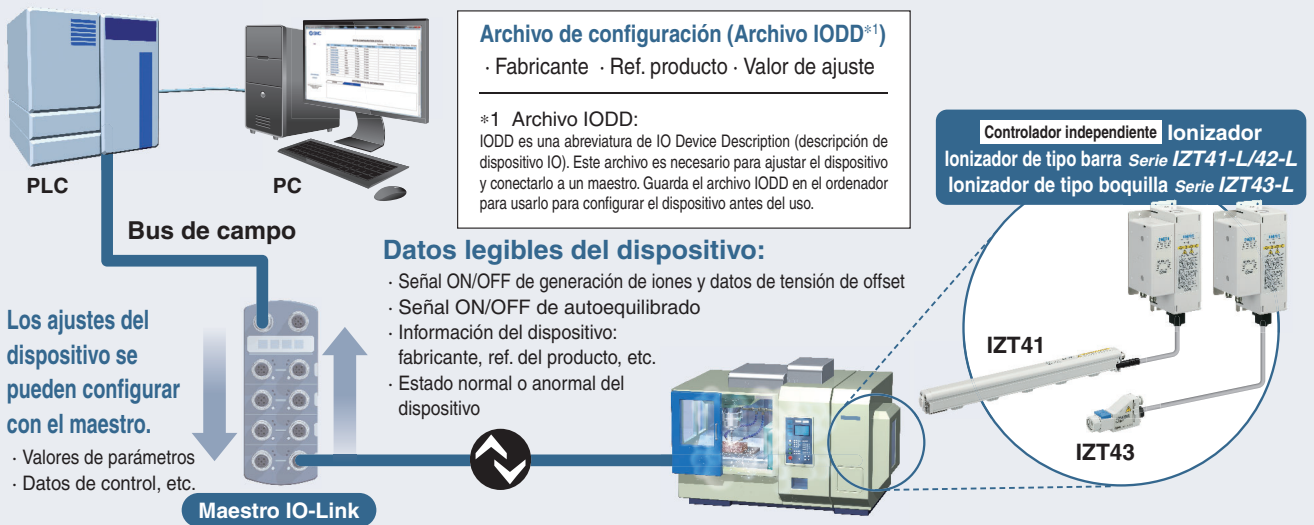 PLC
PC
Bus de campo
Archivo de configuración (Archivo IODD*1)
· Fabricante · Ref. producto · Valor de ajuste
*1 Archivo IODD:
IODD es una abreviatura de IO Device Description (descripción de
dispositivo IO). Este archivo es necesario para ajustar el dispositivo
y conectarlo a un maestro. Guarda el archivo IODD en el ordenador
para usarlo para configurar el dispositivo antes del uso.
Controlador independiente Ionizador
Ionizador de tipo barra Serie IZT41-L/42-L
Ionizador de tipo boquilla Serie IZT43-L
Datos legibles del dispositivo:
· Señal ON/OFF de generación de iones y datos de tensión de offset
· Señal ON/OFF de autoequilibrado
· Información del dispositivo:
fabricante, ref. del producto, etc.
· Estado normal o anormal del
dispositivo
Los ajustes del
dispositivo se
pueden configurar
con el maestro.
· Valores de parámetros
· Datos de control, etc.
Maestro IO-Link
IZT41
IZT43